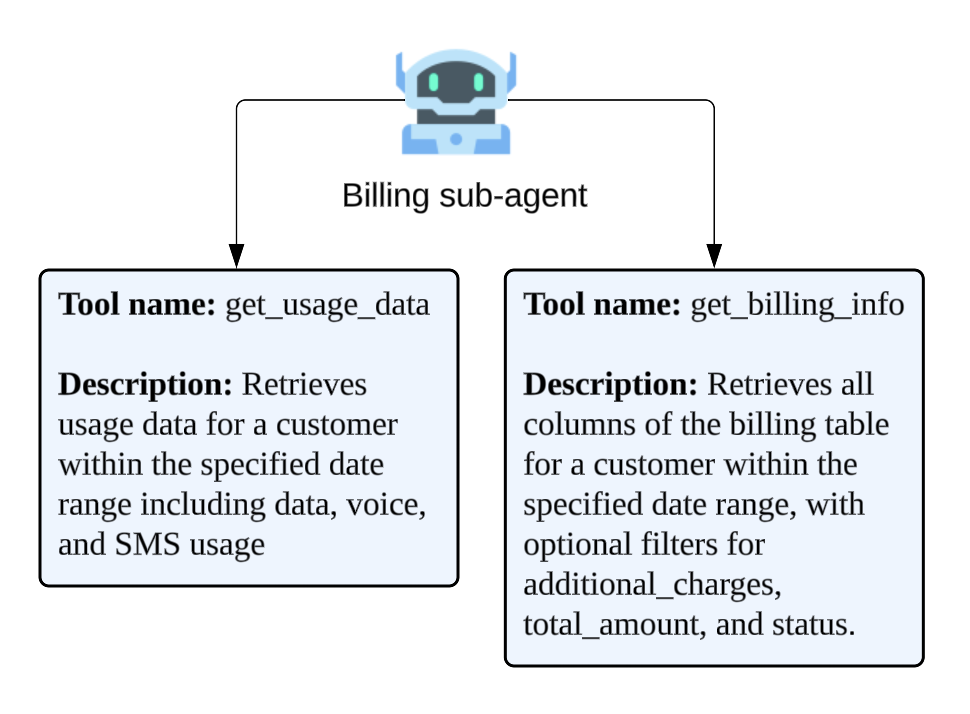 Billing sub-agent
Tool name: get_usage_data
Description: Retrieves
usage data for a customer
within the specified date
range including data, voice,
and SMS usage
Tool name: get_billing_info
Description: Retrieves all
columns of the billing table
for a customer within the
specified date range, with
optional filters for
additional_charges,
total_amount, and status.